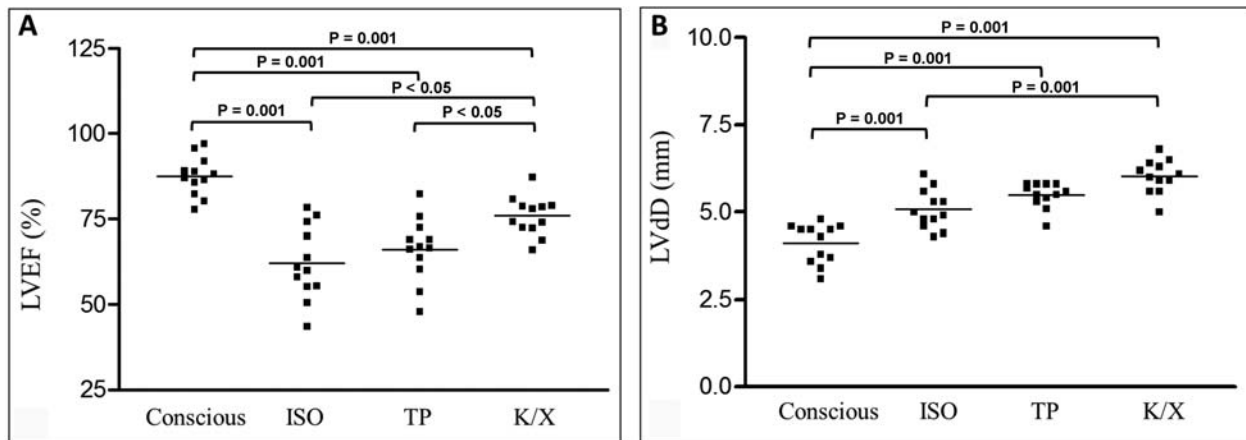 A
P = 0.001
P = 0.001
P < 0.05
P = 0.001
P < 0.05
125
100
75
50
25
LVEF (%)
Conscious ISO TP K/X
B
P = 0.001
P = 0.001
P = 0.001
P = 0.001
10.0
7.5
5.0
2.5
0.0
LVdD (mm)
Conscious ISO TP K/X